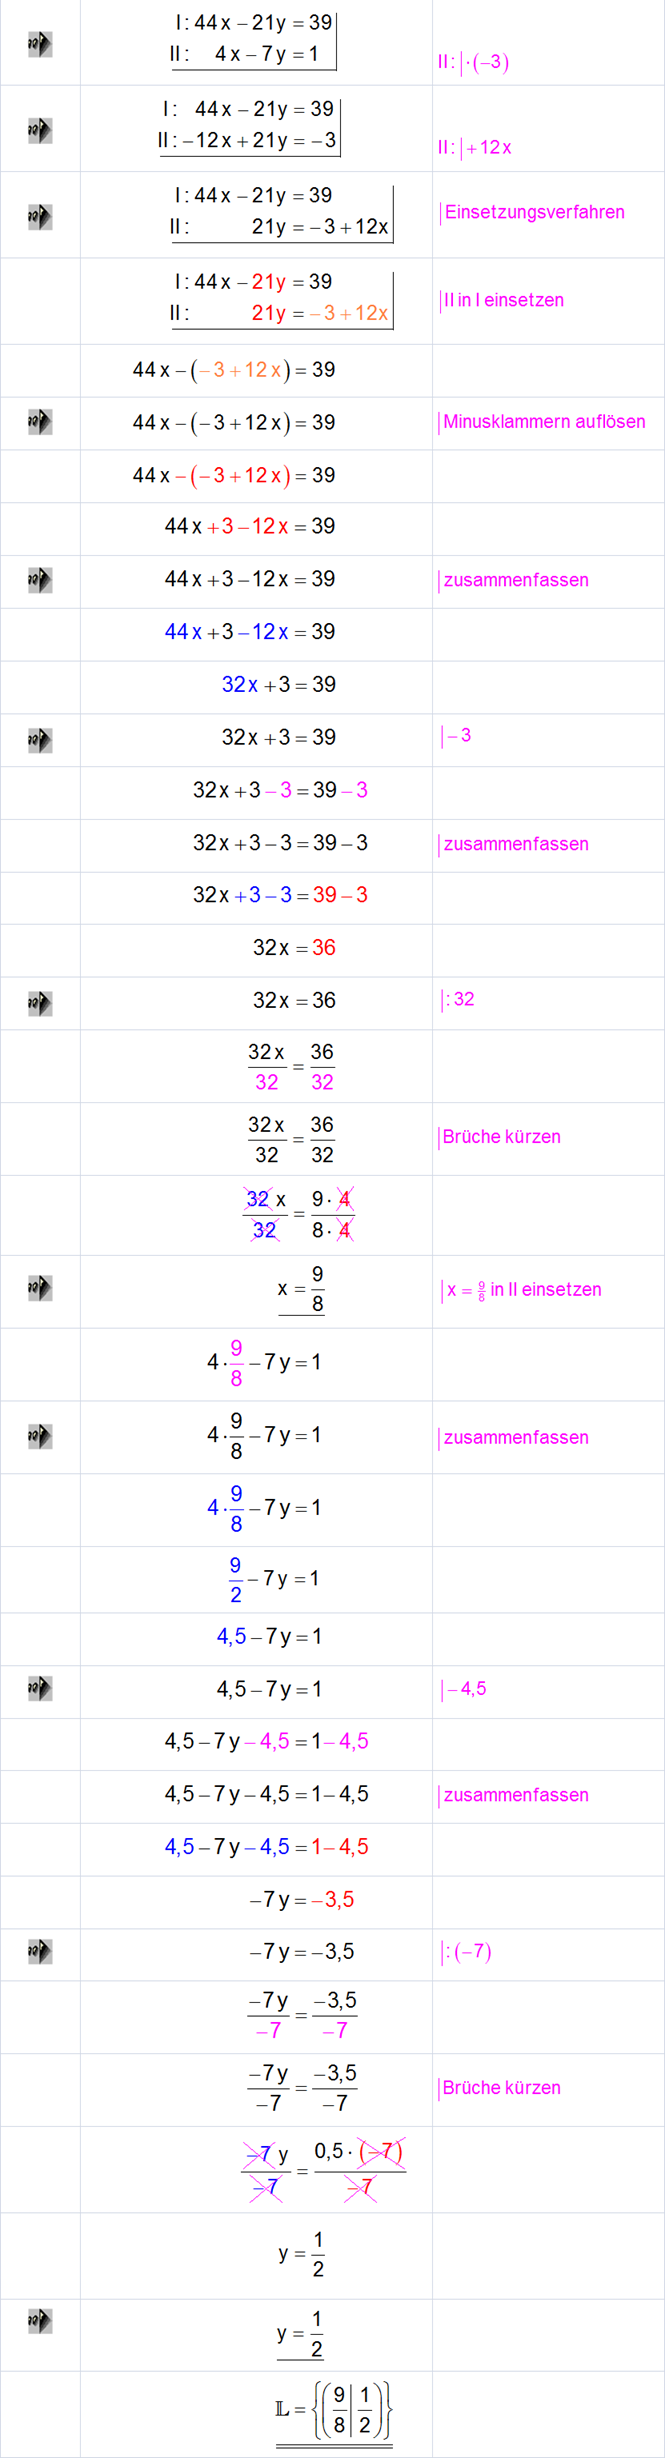 I: 44x − 21y = 39
II: 4x − 7y = 1
II: | · (−3)
I: 44x − 21y = 39
II: −12x + 21y = −3
II: | + 12x
I: 44x − 21y = 39
II: 21y = −3 + 12x
| Einsetzungsverfahren
I: 44x − 21y = 39
II: 21y = −3 + 12x
| II in I einsetzen
44x − (−3 + 12x) = 39
44x − (−3 + 12x) = 39 | Minusklammern auflösen
44x − (−3 + 12x) = 39
44x + 3 − 12x = 39
44x + 3 − 12x = 39 | zusammenfassen
44x + 3 − 12x = 39
32x + 3 = 39
32x + 3 = 39 | − 3
32x + 3 − 3 = 39 − 3
32x + 3 − 3 = 39 − 3 | zusammenfassen
32x + 3 − 3 = 39 − 3
32x = 36
32x = 36 | : 32
32x/32 = 36/32
32x/32 = 36/32 | Brüche kürzen
32 x/32 = 9 · 4/8 · 4
x = 9/8 | x = 9/8 in II einsetzen
4 · 9/8 − 7y = 1
4 · 9/8 − 7y = 1 | zusammenfassen
4 · 9/8 − 7y = 1
9/2 − 7y = 1
4,5 − 7y = 1
4,5 − 7y = 1 | − 4,5
4,5 − 7y − 4,5 = 1 − 4,5
4,5 − 7y − 4,5 = 1 − 4,5 | zusammenfassen
4,5 − 7y − 4,5 = 1 − 4,5
−7y = −3,5
−7y = −3,5 | : (−7)
−7y/−7 = −3,5/−7
−7y/−7 = −3,5/−7 | Brüche kürzen
−7 y/−7 = 0,5 · (−7)/−7
y = 1/2
y = 1/2
𝕃 = {(9/8 | 1/2)}